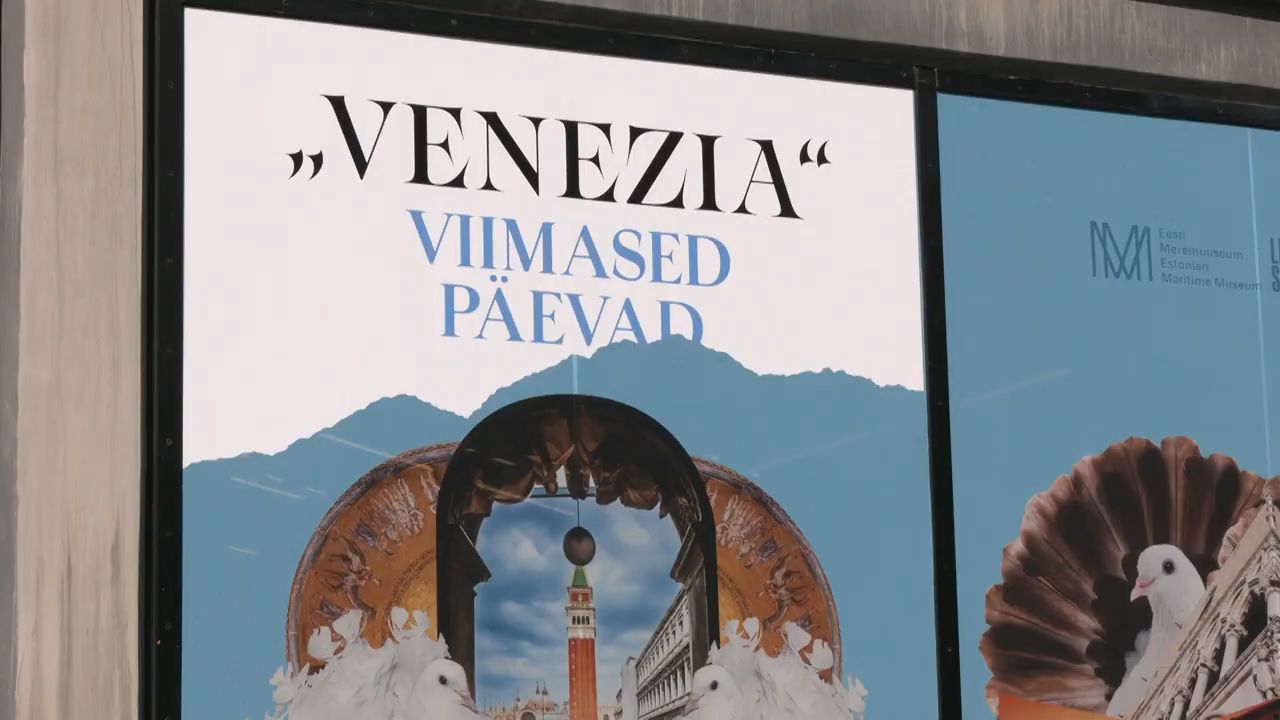 „VENEZIA“
VIIMASED
PÄEVAD
Eesti
Meremuuseum
Estonian
Maritime Museum